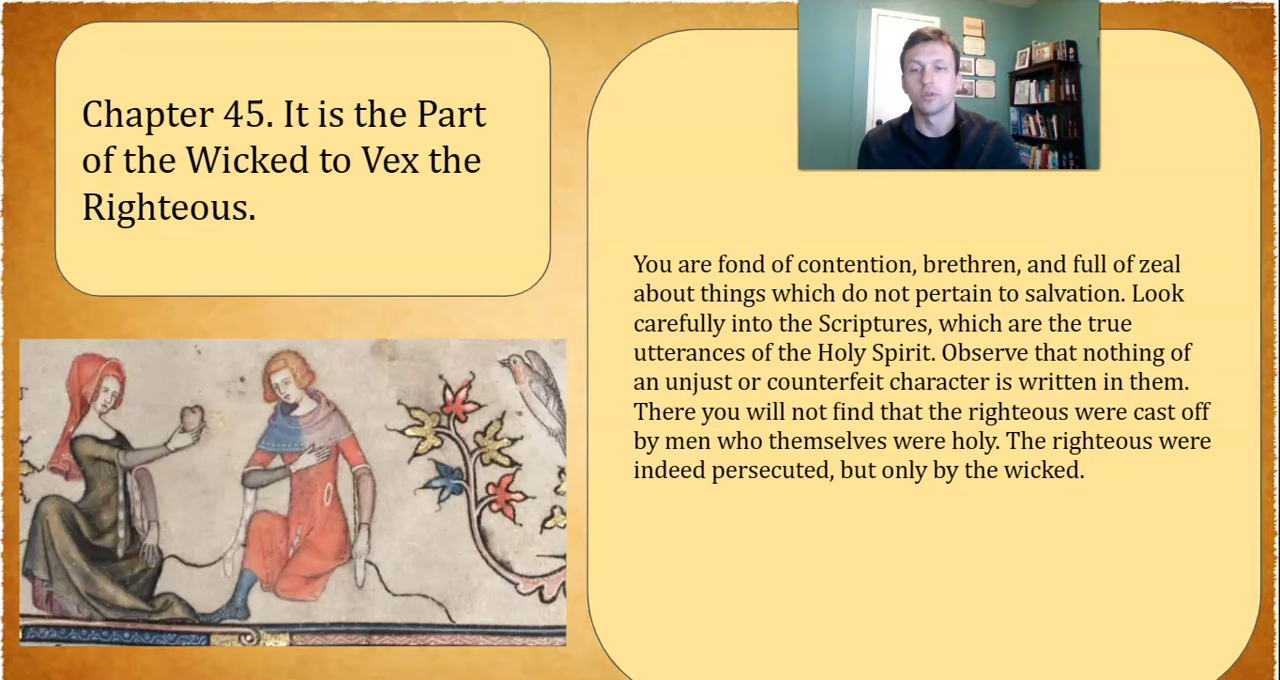 Chapter 45. It is the Part
of the Wicked to Vex the
Righteous.
You are fond of contention, brethren, and full of zeal
about things which do not pertain to salvation. Look
carefully into the Scriptures, which are the true
utterances of the Holy Spirit. Observe that nothing of
an unjust or counterfeit character is written in them.
There you will not find that the righteous were cast off
by men who themselves were holy. The righteous were
indeed persecuted, but only by the wicked.